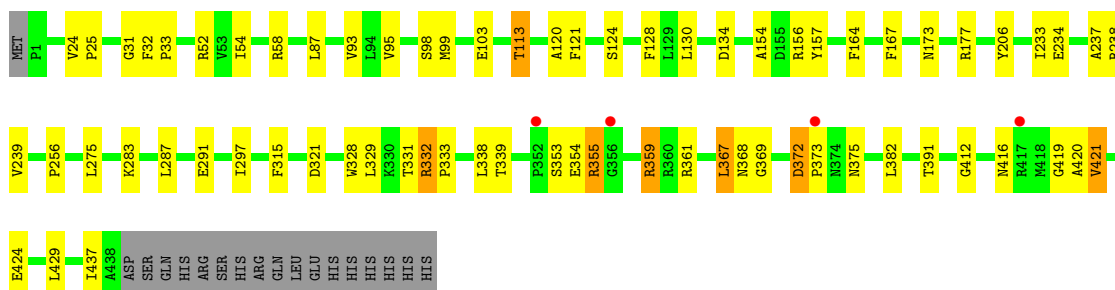 MET P1 V24 P25 G31 F32 P33 R52 V53 I54 R58 L87 V93 L94 V95 S98 M99 E103 T113 A120 F121 S124 F128 L129 L130 D134 A154 D155 R156 Y157 F164 F167 N173 R177 Y206 I233 E234 A237 R238
V239 P256 L275 K283 L287 E291 I297 F315 D321 W328 L329 K330 T331 R332 P333 L338 T339 P352 S353 E354 R355 G356 R359 R360 R361 L367 N368 G369 D372 P373 N374 N375 L382 T391 G412 N416 R417 M418 G419 A420 V421
E424 L429 I437 A438 ASP SER GLN HIS ARG SER HIS ARG GLN LEU GLU HIS HIS HIS HIS HIS HIS